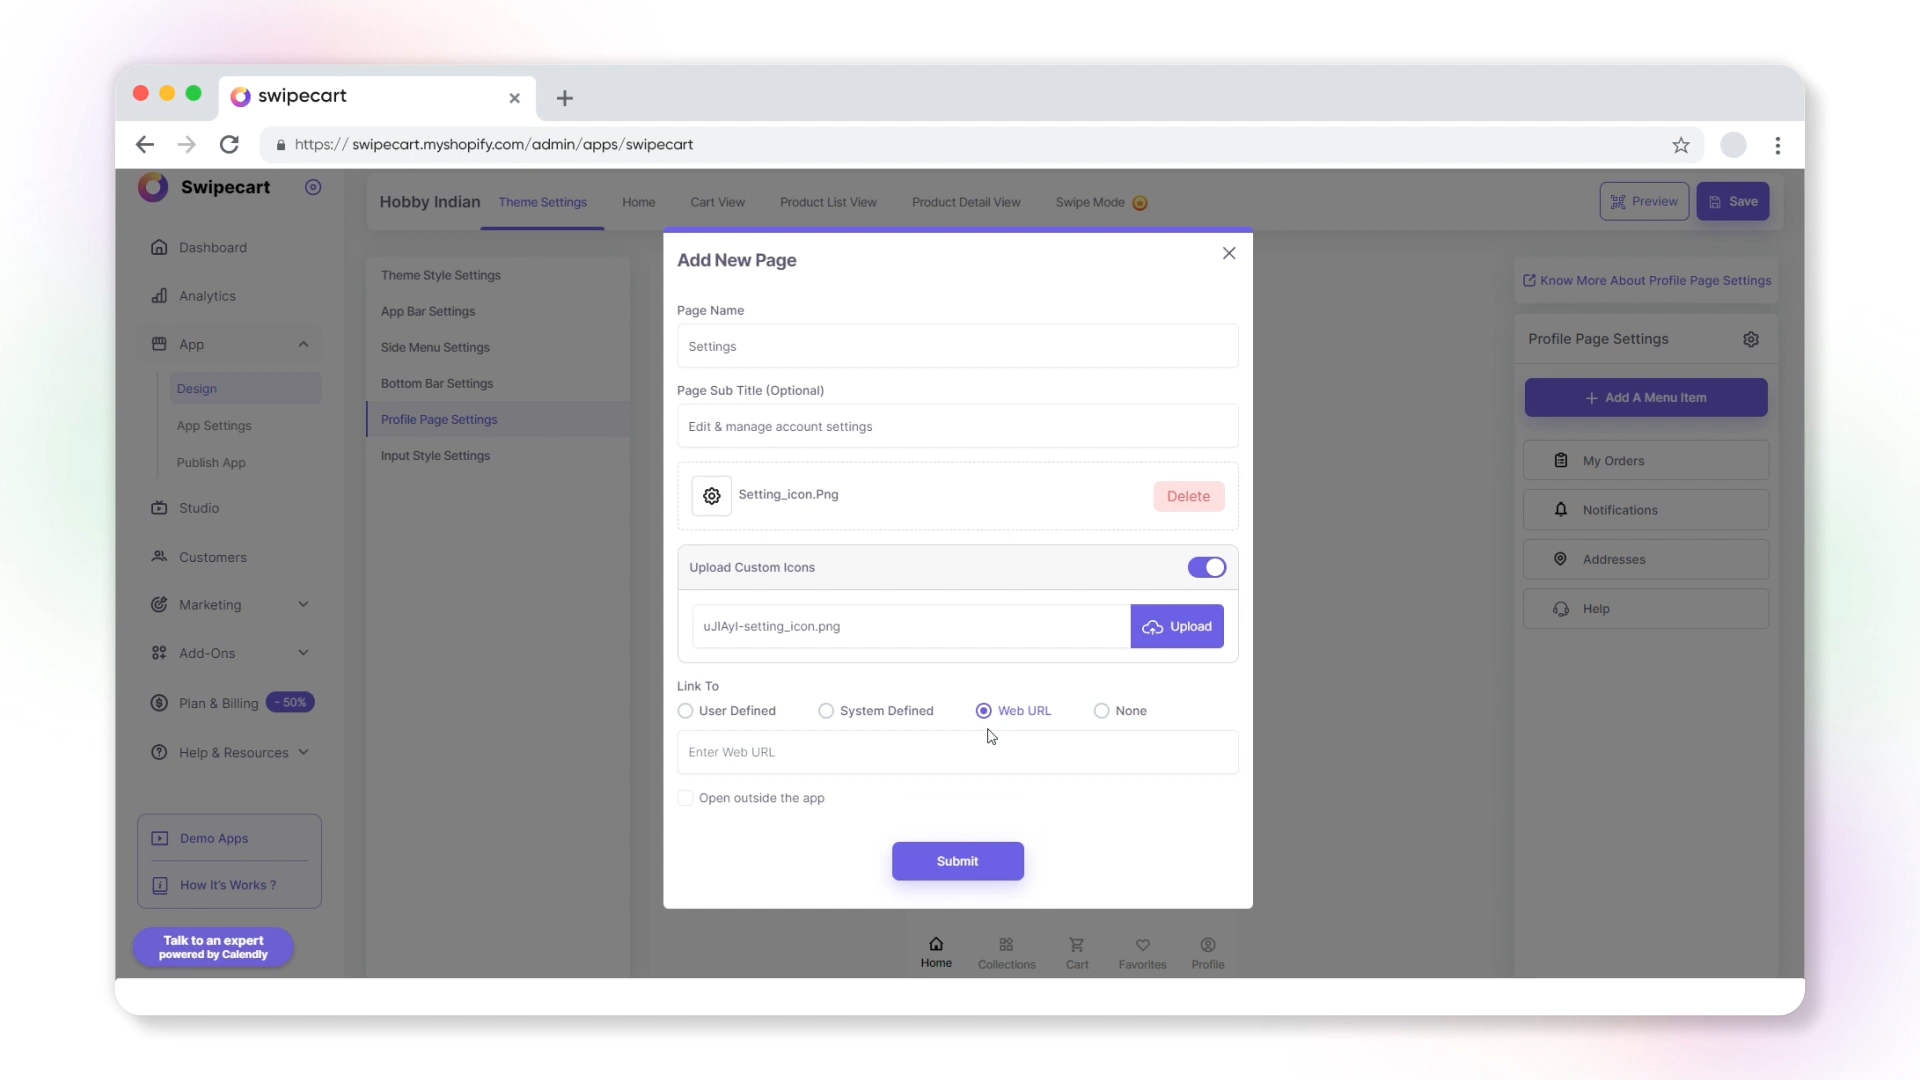 swipecart
https:// swipecart.myshopify.com/admin/apps/swipecart
Swipecart
Dashboard
Analytics
App
Design
App Settings
Publish App
Studio
Customers
Marketing
Add-Ons
Plan & Billing
- 50%
Help & Resources
Demo Apps
How It's Works ?
Talk to an expert
powered by Calendly
Hobby Indian
Theme Settings
Home
Cart View
Product List View
Product Detail View
Swipe Mode
Preview
Save
Theme Style Settings
App Bar Settings
Side Menu Settings
Bottom Bar Settings
Profile Page Settings
Input Style Settings
Add New Page
Page Name
Settings
Page Sub Title (Optional)
Edit & manage account settings
Setting_icon.Png
Delete
Upload Custom Icons
uJIAyI-setting_icon.png
Upload
Link To
User Defined
System Defined
Web URL
None
Enter Web URL
Open outside the app
Submit
Home
Collections
Cart
Favorites
Profile
Know More About Profile Page Settings
Profile Page Settings
Add A Menu Item
My Orders
Notifications
Addresses
Help